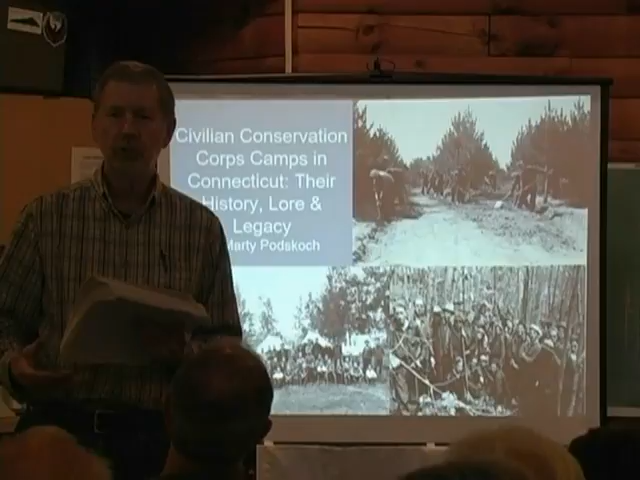 Civilian Conservation
Corps Camps in
Connecticut: Their
History, Lore &
Legacy
Marty Podskoch